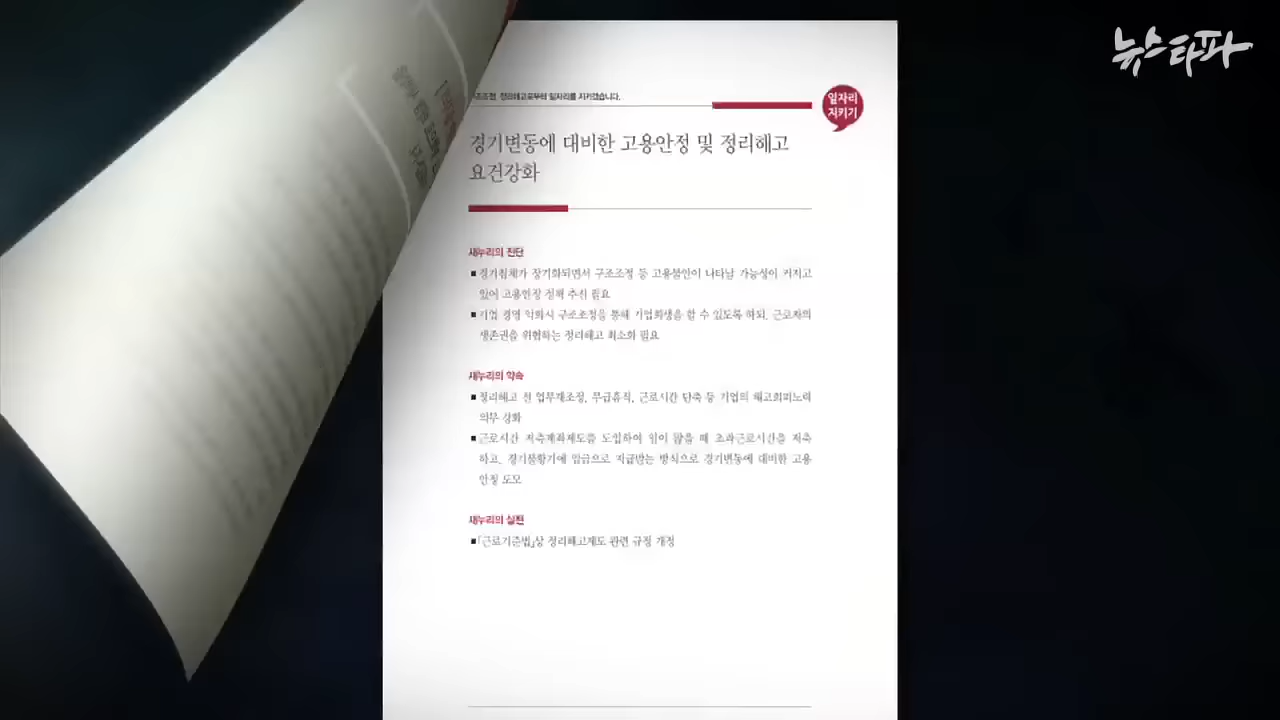 뉴스타파
구조조정, 정리해고로부터 일자리를 지키겠습니다.
일자리
지키기
경기변동에 대비한 고용안정 및 정리해고
요건강화
새누리의 진단
■ 경기침체가 장기화되면서 구조조정 등 고용불안이 나타날 가능성이 커지고
있어 고용안정 정책 추진 필요
■ 기업 경영 악화시 구조조정을 통해 기업회생을 할 수 있도록 하되, 근로자의
생존권을 위협하는 정리해고 최소화 필요
새누리의 약속
■ 정리해고 전 업무재조정, 무급휴직, 근로시간 단축 등 기업의 해고회피노력
의무 강화
■ 근로시간 저축계좌제도를 도입하여 일이 많을 때 초과근로시간을 저축
하고, 경기불황기에 임금으로 지급받는 방식으로 경기변동에 대비한 고용
안정 도모
새누리의 실천
■ 「근로기준법」상 정리해고제도 관련 규정 개정